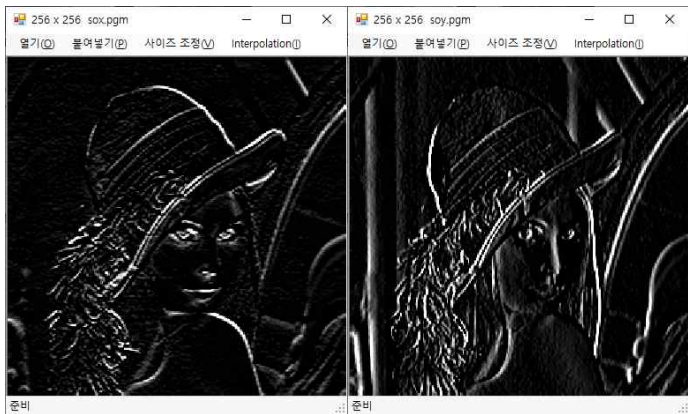 256 x 256 sox.pgm
열기(O) 붙여넣기(P) 사이즈 조정(V) Interpolation(I)
준비
256 x 256 soy.pgm
열기(O) 붙여넣기(P) 사이즈 조정(V) Interpolation(I)
준비